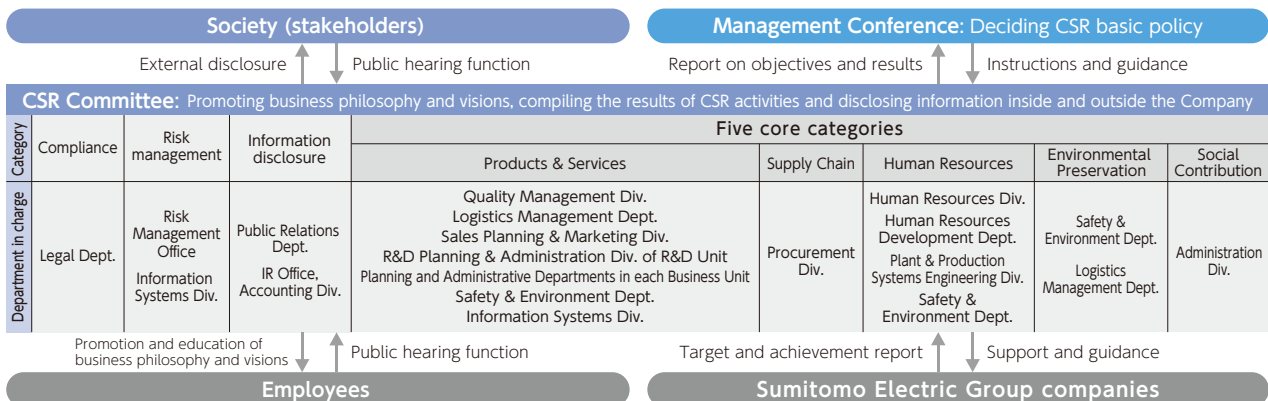 Society (stakeholders)
Management Conference: Deciding CSR basic policy
External disclosure
Public hearing function
Report on objectives and results
Instructions and guidance
CSR Committee: Promoting business philosophy and visions, compiling the results of CSR activities and disclosing information inside and outside the Company
Category
Compliance
Risk
management
Information
disclosure
Five core categories
Products & Services
Supply Chain
Human Resources
Environmental
Preservation
Social
Contribution
Department in charge
Legal Dept.
Risk
Management
Office
Information
Systems Div.
Public Relations
Dept.
IR Office,
Accounting Div.
Quality Management Div.
Logistics Management Dept.
Sales Planning & Marketing Div.
R&D Planning & Administration Div. of R&D Unit
Planning and Administrative Departments in each Business Unit
Safety & Environment Dept.
Information Systems Div.
Procurement
Div.
Human Resources Div.
Human Resources
Development Dept.
Plant & Production
Systems Engineering Div.
Safety &
Environment Dept.
Safety &
Environment Dept.
Logistics
Management Dept.
Administration
Div.
Promotion and education of
business philosophy and visions
Public hearing function
Target and achievement report
Support and guidance
Employees
Sumitomo Electric Group companies